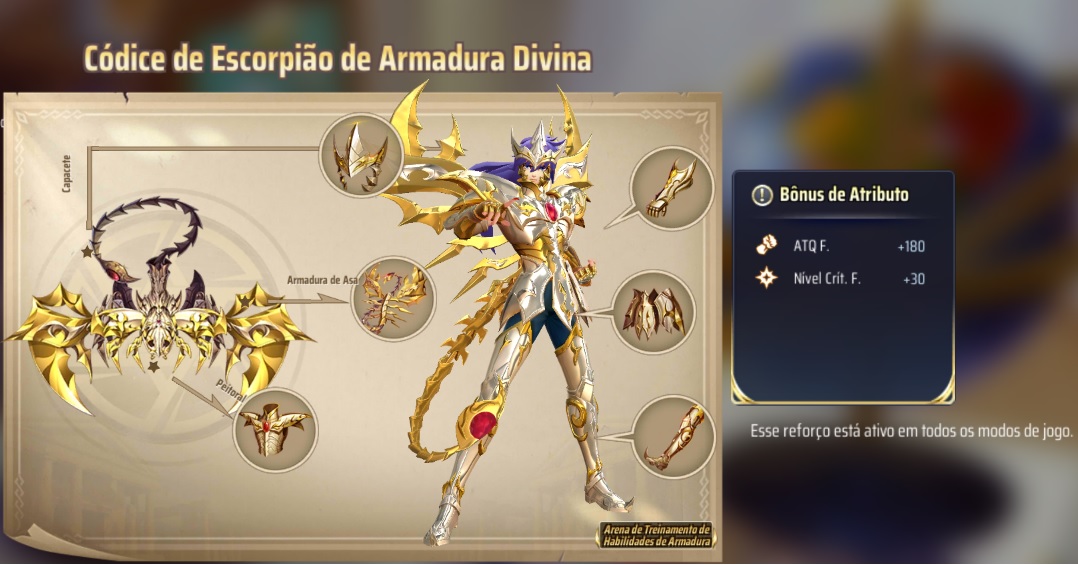 Códice de Escorpião de Armadura Divina
Capacete
Armadura de Asa
Peitoral
Arena de Treinamento de
Habilidades de Armadura
Bônus de Atributo
ATQ F. +180
Nível Crít. F. +30
Esse reforço está ativo em todos os modos de jogo.